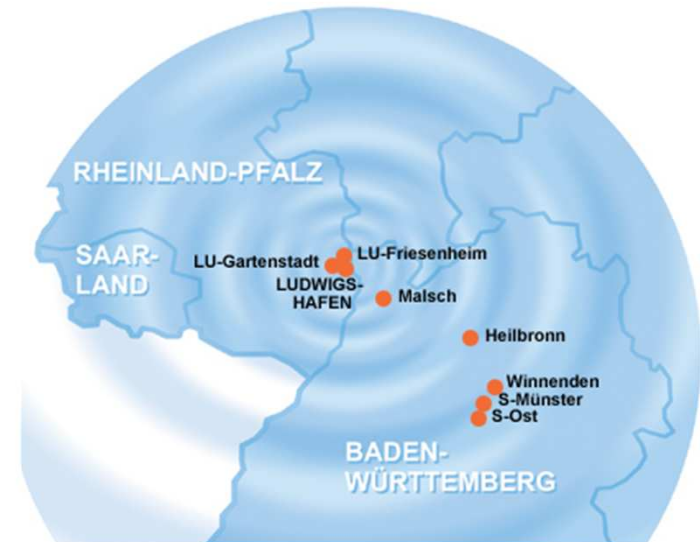 RHEINLAND-PFALZ
SAAR-
LAND
LU-Gartenstadt
LU-Friesenheim
LUDWIGS-
HAFEN
Malsch
Heilbronn
Winnenden
S-Münster
S-Ost
BADEN-
WÜRTTEMBERG